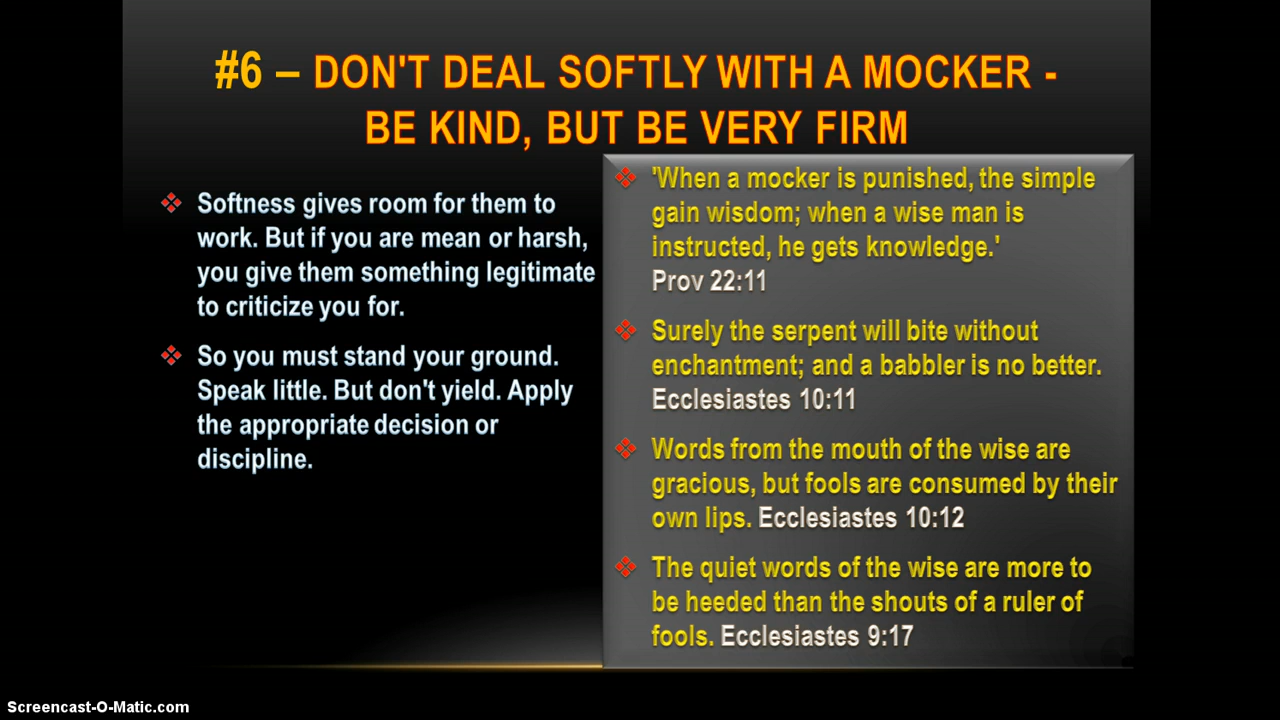 #6 – DON'T DEAL SOFTLY WITH A MOCKER -
BE KIND, BUT BE VERY FIRM
Softness gives room for them to
work. But if you are mean or harsh,
you give them something legitimate
to criticize you for.
So you must stand your ground.
Speak little. But don't yield. Apply
the appropriate decision or
discipline.
'When a mocker is punished, the simple
gain wisdom; when a wise man is
instructed, he gets knowledge.'
Prov 22:11
Surely the serpent will bite without
enchantment; and a babbler is no better.
Ecclesiastes 10:11
Words from the mouth of the wise are
gracious, but fools are consumed by their
own lips. Ecclesiastes 10:12
The quiet words of the wise are more to
be heeded than the shouts of a ruler of
fools. Ecclesiastes 9:17
Screencast-O-Matic.com